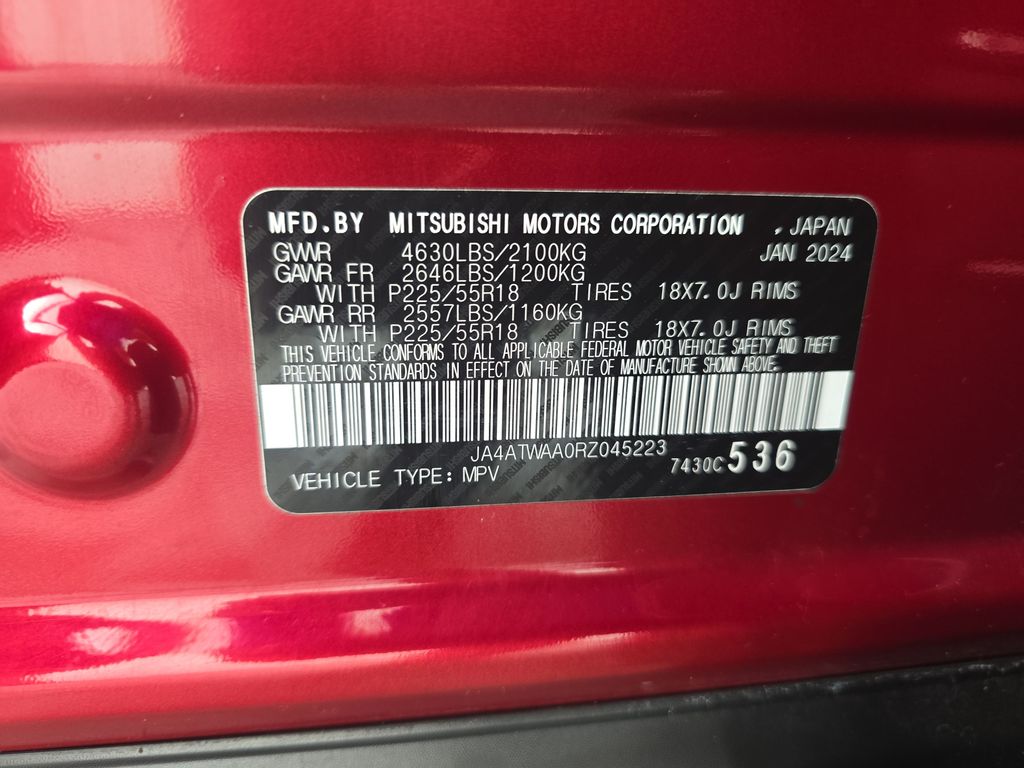 MFD.BY MITSUBISHI MOTORS CORPORATION , JAPAN
GVWR 4630LBS/2100KG JAN 2024
GAWR FR 2646LBS/1200KG
WITH P225/55R18 TIRES 18X7.0J RIMS
GAWR RR 2557LBS/1160KG
WITH P225/55R18 TIRES 18X7.0J RIMS
THIS VEHICLE CONFORMS TO ALL APPLICABLE FEDERAL MOTOR VEHICLE SAFETY AND THEFT
PREVENTION STANDARDS IN EFFECT ON THE DATE OF MANUFACTURE SHOWN ABOVE.
JA4ATWAA0RZ045223
7430C536
VEHICLE TYPE: MPV